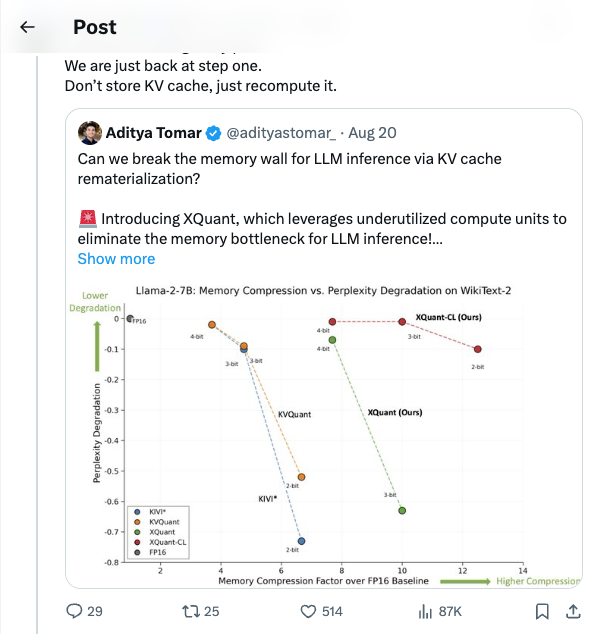 Post
We are just back at step one.
Don’t store KV cache, just recompute it.
Aditya Tomar @adityastomar_ · Aug 20
Can we break the memory wall for LLM inference via KV cache
rematerialization?
🚨 Introducing XQuant, which leverages underutilized compute units to
eliminate the memory bottleneck for LLM inference!...
Show more
Llama-2-7B: Memory Compression vs. Perplexity Degradation on WikiText-2
Lower
Degradation
Perplexity Degradation
0
-0.1
-0.2
-0.3
-0.4
-0.5
-0.6
-0.7
-0.8
FP16
4-bit
3-bit
3-bit
KVQuant
2-bit
KIVI*
2-bit
4-bit
4-bit
XQuant-CL (Ours)
3-bit
2-bit
XQuant (Ours)
3-bit
KIVI*
KVQuant
XQuant
XQuant-CL
FP16
2
4
6
8
10
12
14
Memory Compression Factor over FP16 Baseline
Higher Compression
29
25
514
87K